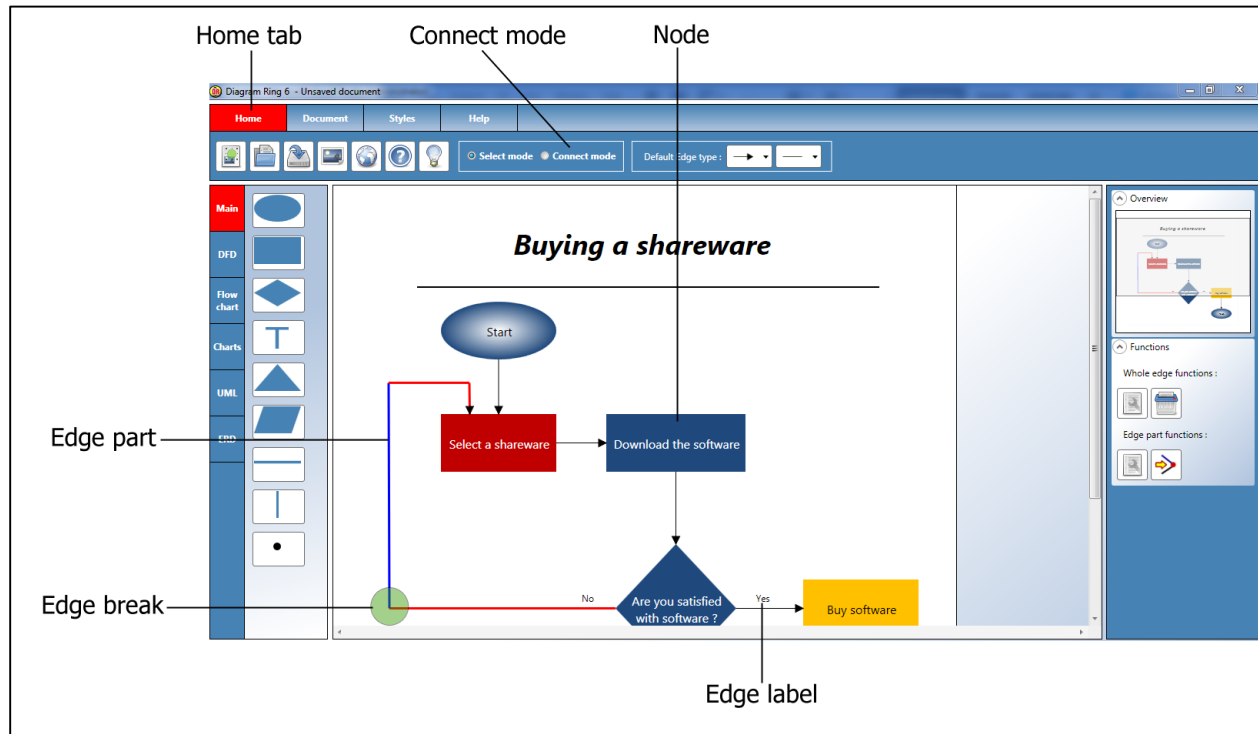 Home tab
Connect mode
Node
Diagram Ring 6 - Unsaved document
Home
Document
Styles
Help
Select mode
Connect mode
Default Edge type :
Main
DFD
Flow
chart
Charts
UML
ERD
Buying a shareware
Start
Select a shareware
Download the software
No
Are you satisfied
with software ?
Yes
Buy software
Overview
Buying a shareware
Functions
Whole edge functions :
Edge part functions :
Edge part
Edge break
Edge label